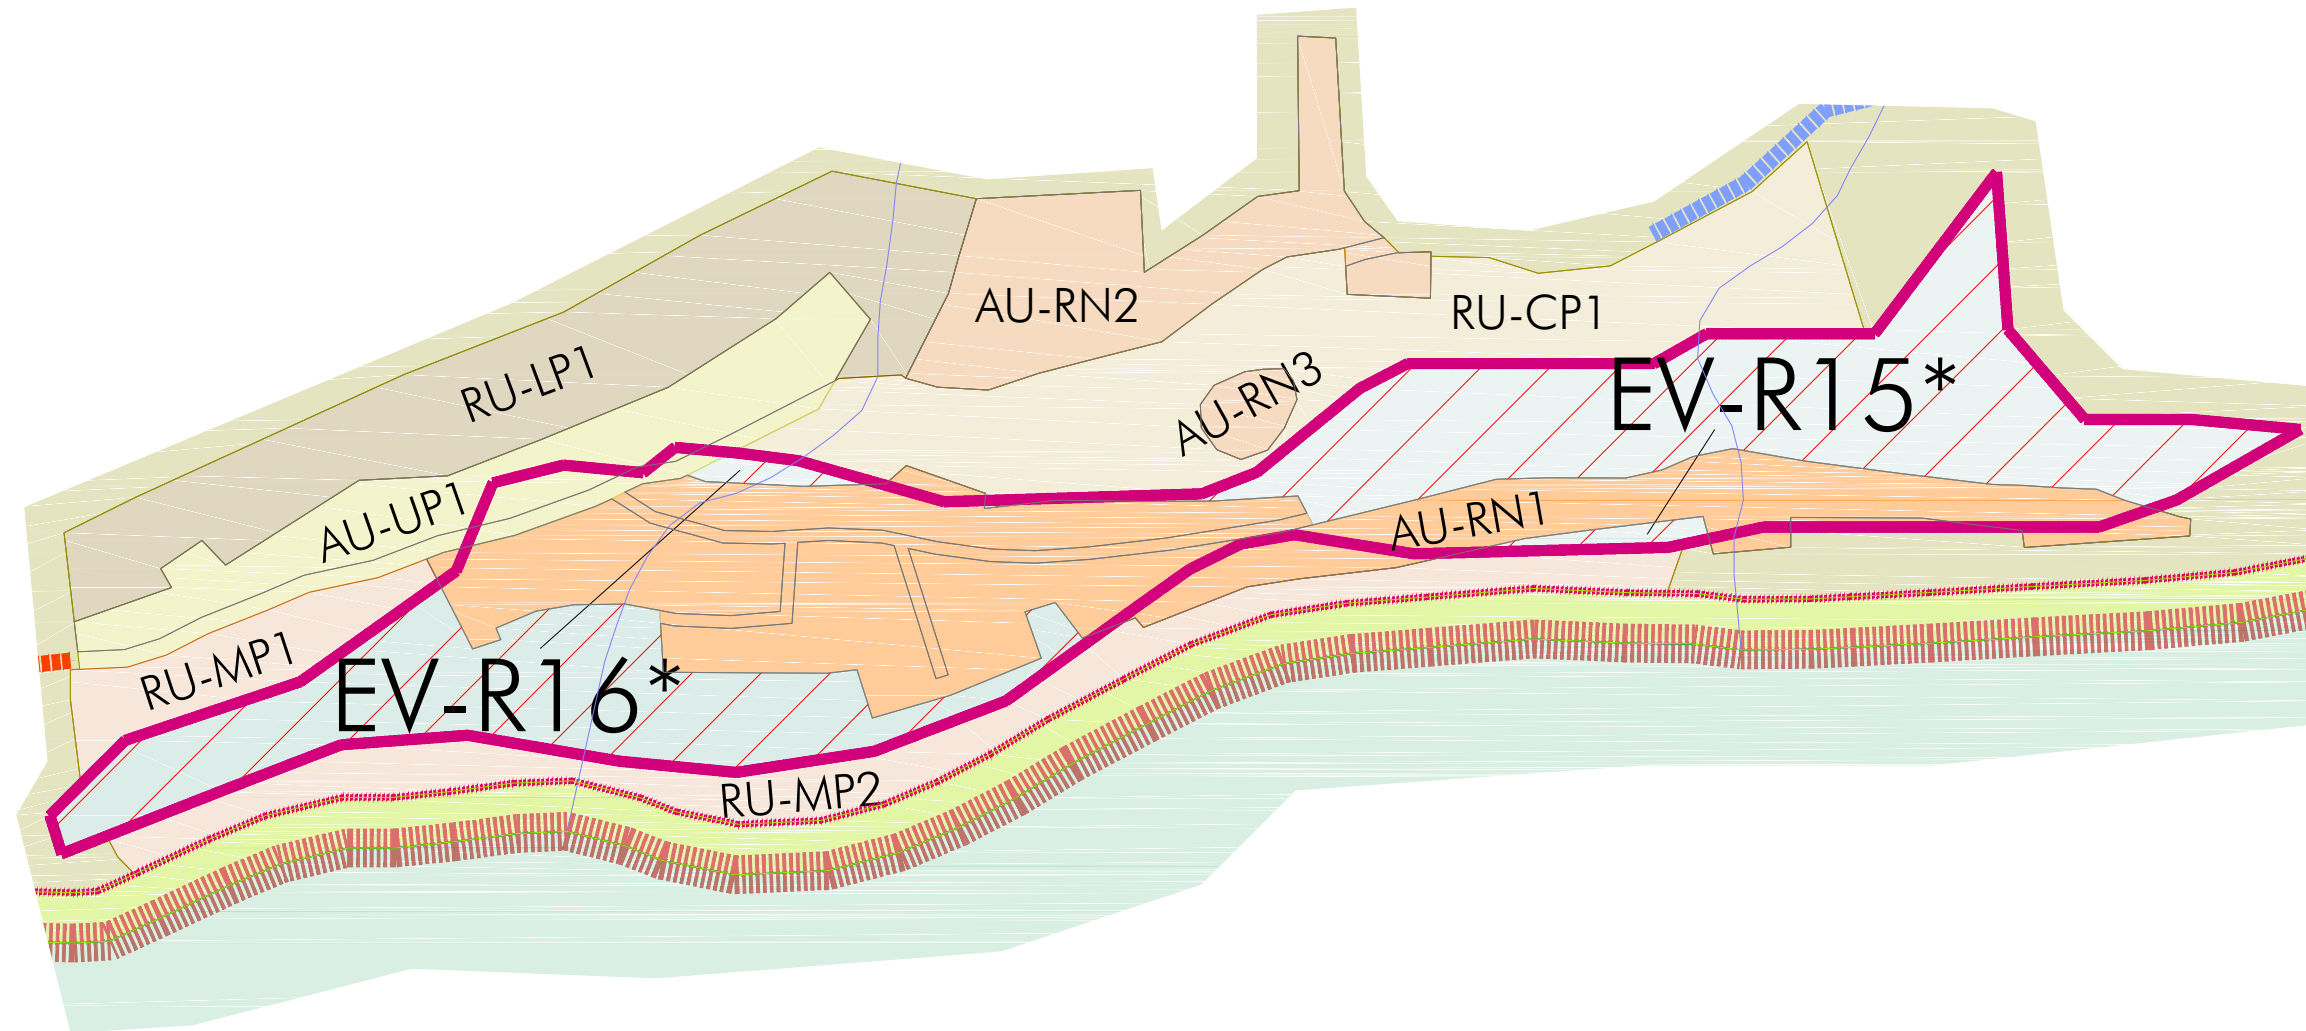 AU-RN2
RU-CP1
RU-LP1
AU-RN3
EV-R15*
AU-UP1
AU-RN1
RU-MP1
EV-R16*
RU-MP2